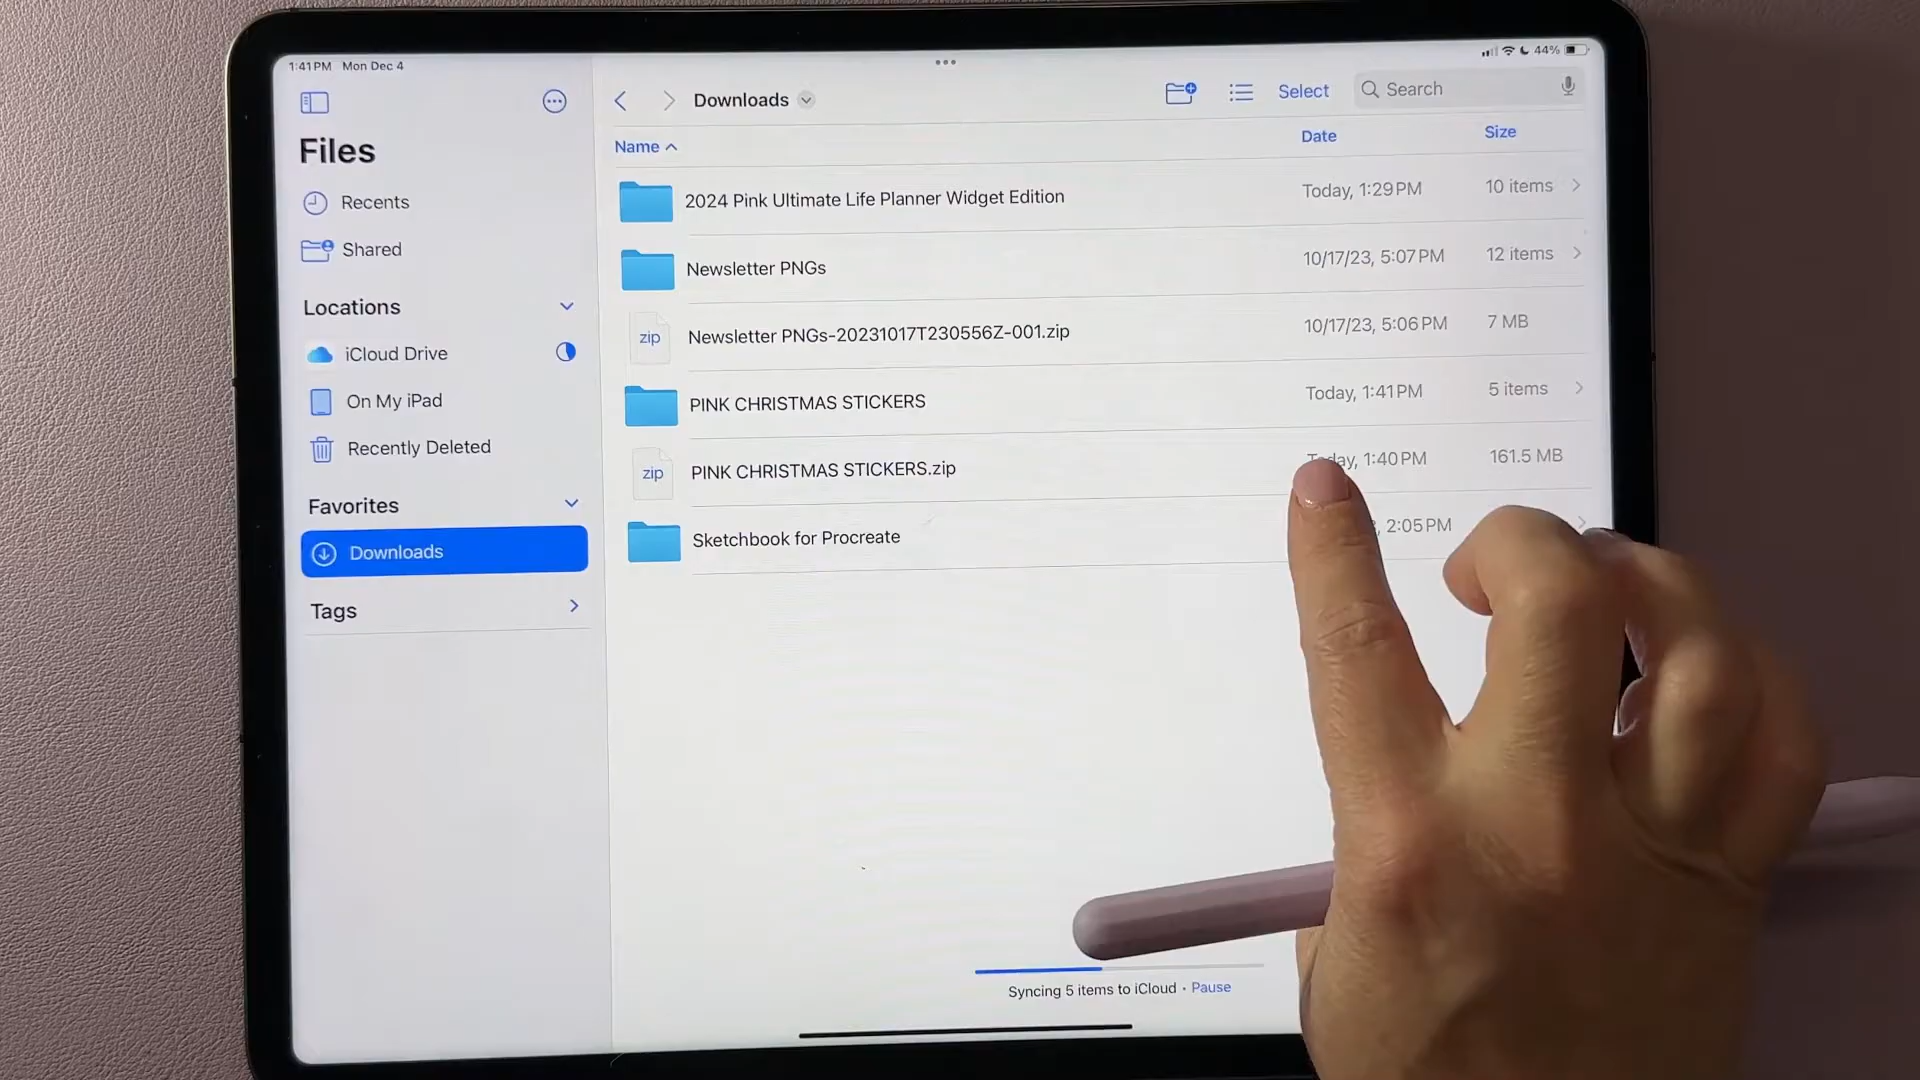 1:41 PM Mon Dec 4
44%
Files
Recents
Shared
Locations
iCloud Drive
On My iPad
Recently Deleted
Favorites
Downloads
Tags
Downloads
Select
Search
Name
Date
Size
2024 Pink Ultimate Life Planner Widget Edition
Today, 1:29 PM
10 items
Newsletter PNGs
10/17/23, 5:07 PM
12 items
zip
Newsletter PNGs-20231017T230556Z-001.zip
10/17/23, 5:06 PM
7 MB
PINK CHRISTMAS STICKERS
Today, 1:41 PM
5 items
zip
PINK CHRISTMAS STICKERS.zip
Today, 1:40 PM
161.5 MB
Sketchbook for Procreate
2:05 PM
Syncing 5 items to iCloud • Pause